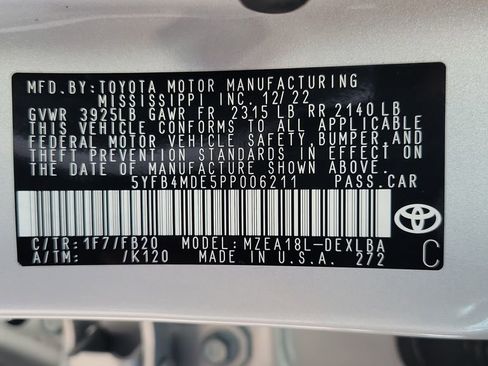 MFD.BY:TOYOTA MOTOR MANUFACTURING
MISSISSIPPI INC.12/22
GVWR 3925LB GAWR FR 2315 LB RR 2140 LB
THIS VEHICLE CONFORMS TO ALL APPLICABLE
FEDERAL MOTOR VEHICLE SAFETY,BUMPER,AND
THEFT PREVENTION STANDARDS IN EFFECT ON
THE DATE OF MANUFACTURE SHOWN ABOVE.
5YFB4MDE5PP006211 PASS.CAR
C/TR:1F7/FB20 MODEL:MZEA18L-DEXLBA
A/TM: /K120 MADE IN U.S.A. 272
C